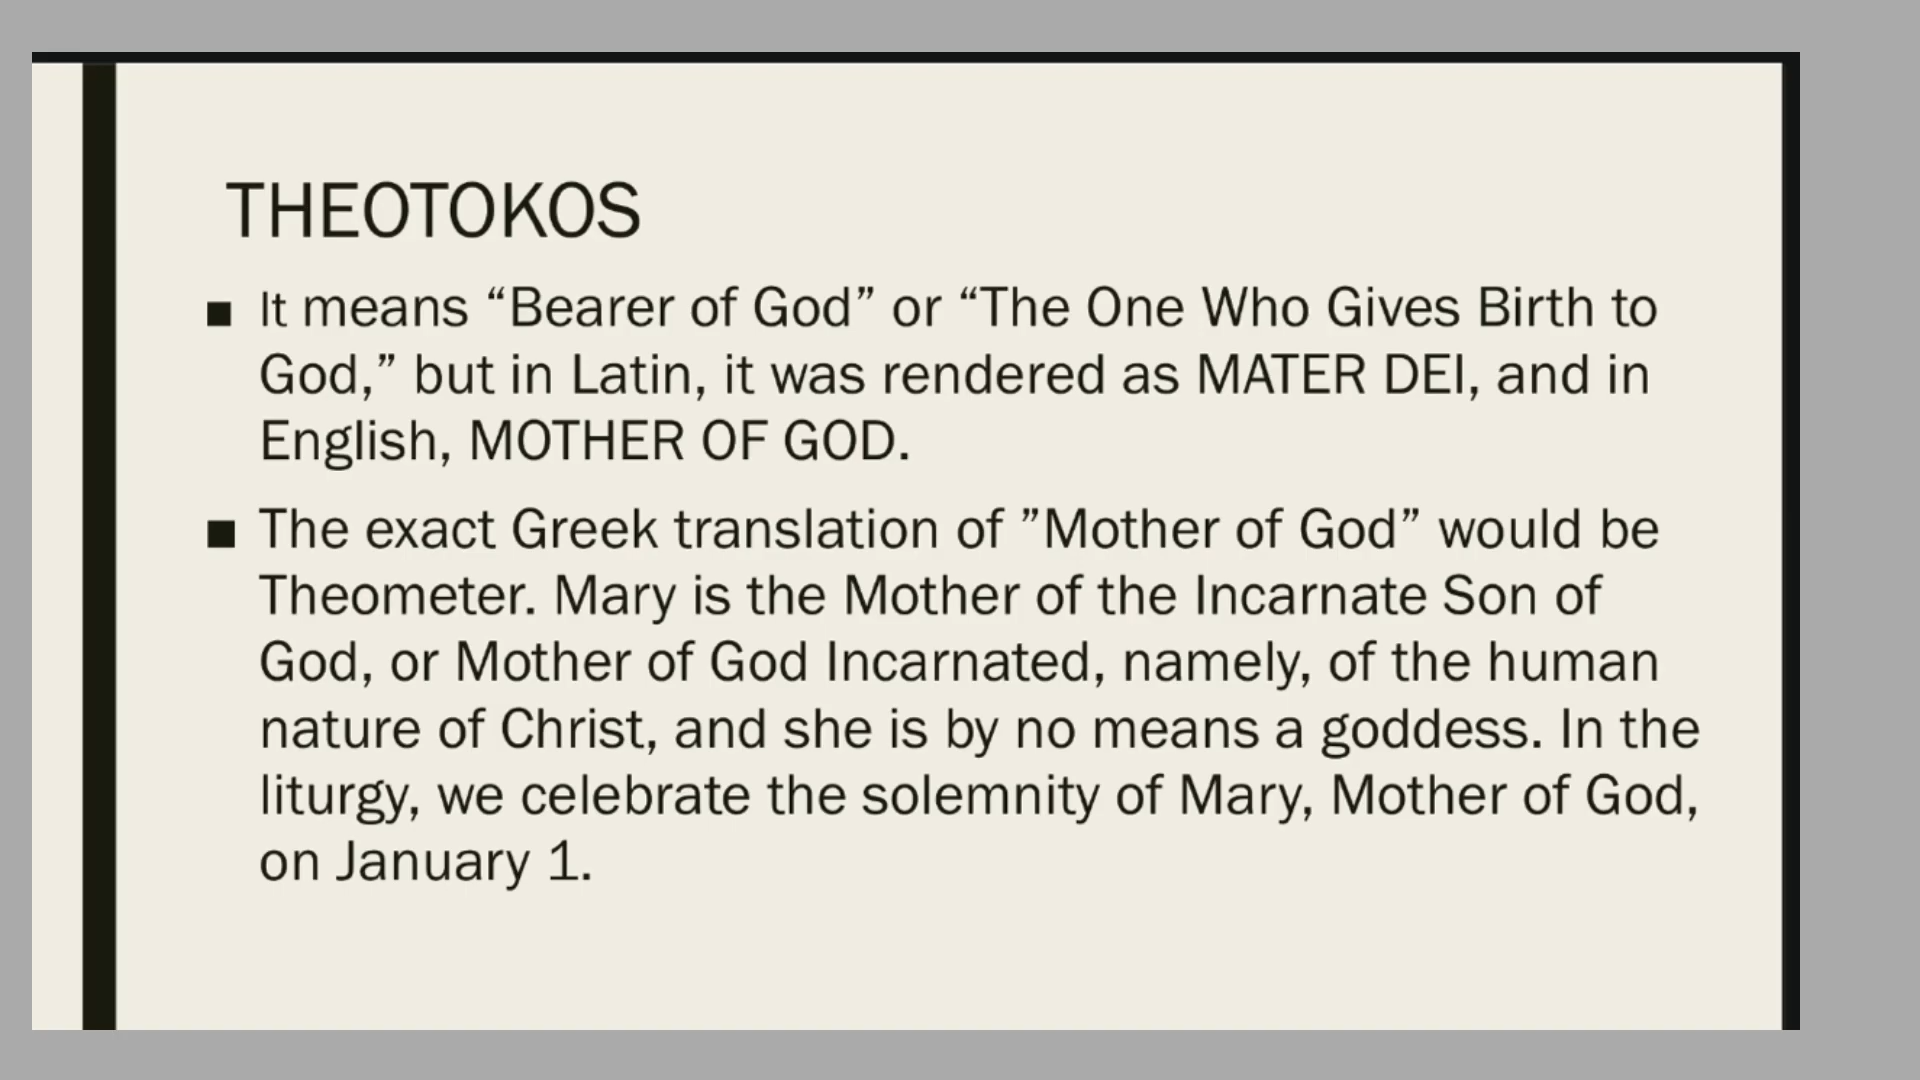 THEOTOKOS
■ It means “Bearer of God” or “The One Who Gives Birth to
God,” but in Latin, it was rendered as MATER DEI, and in
English, MOTHER OF GOD.
■ The exact Greek translation of ”Mother of God” would be
Theometer. Mary is the Mother of the Incarnate Son of
God, or Mother of God Incarnated, namely, of the human
nature of Christ, and she is by no means a goddess. In the
liturgy, we celebrate the solemnity of Mary, Mother of God,
on January 1.